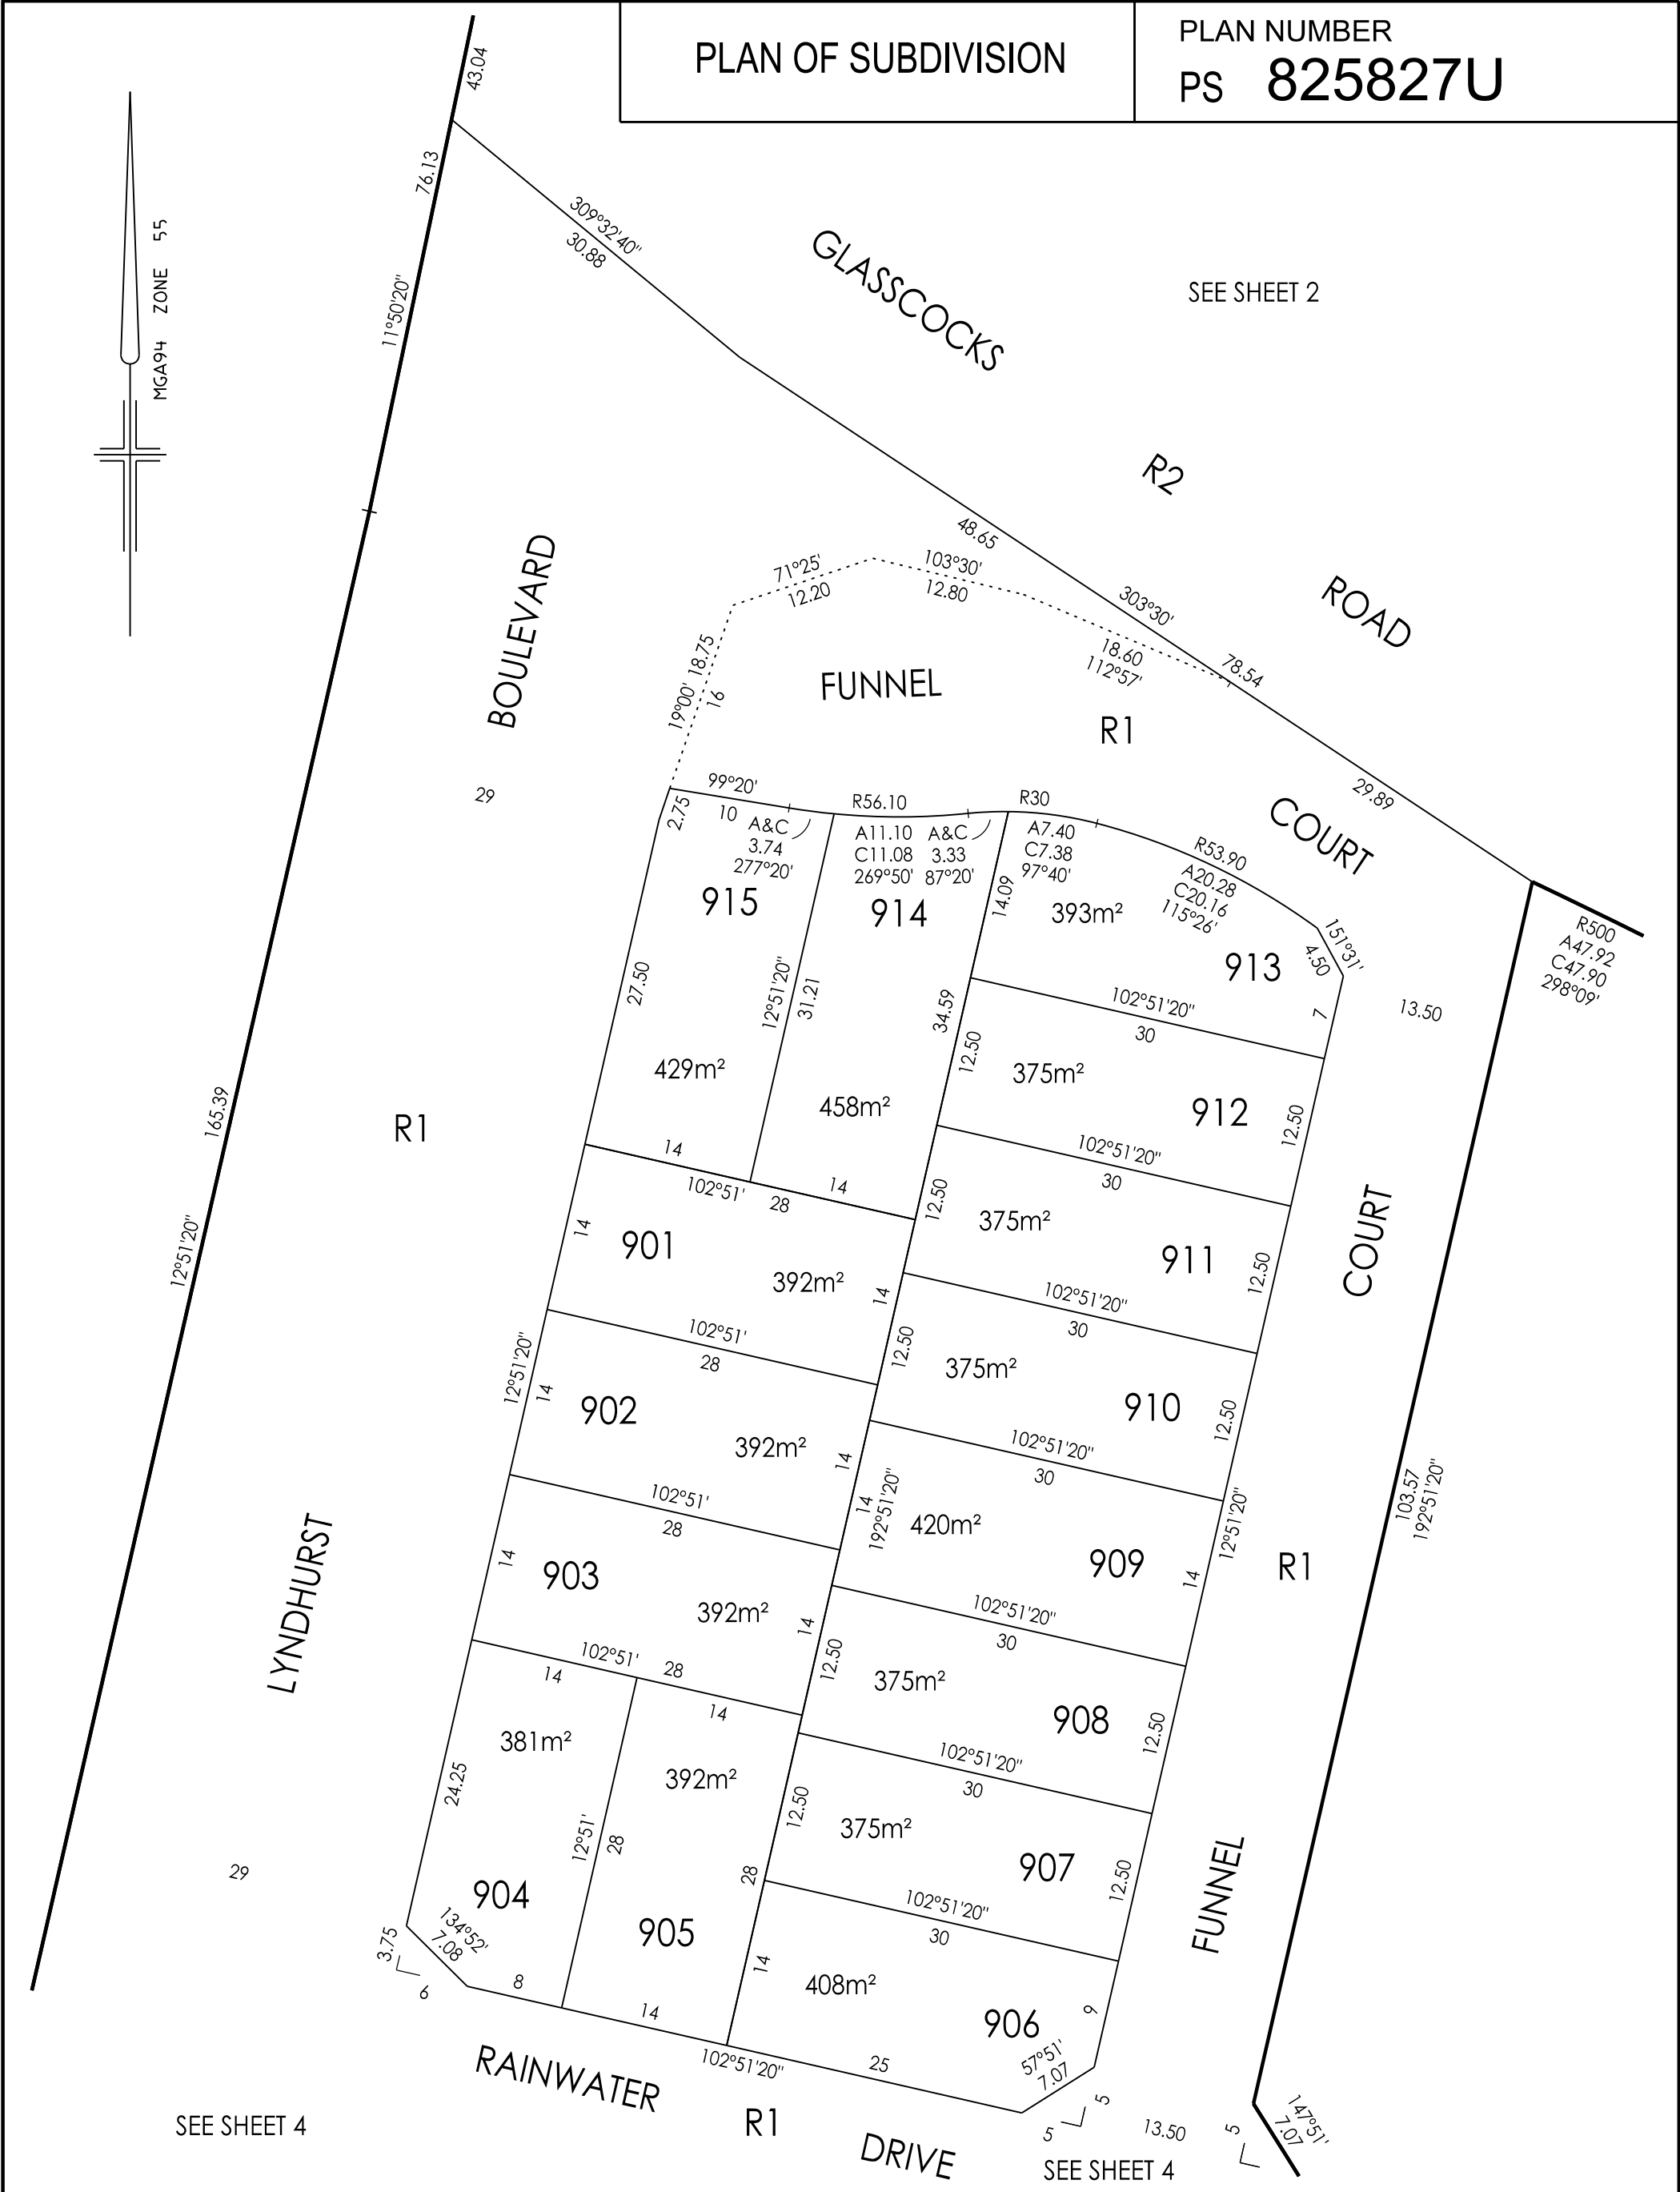 PLAN OF SUBDIVISION
PLAN NUMBER
PS 825827U
43.04
76.13
11°50'20"
MGA94 ZONE 55
309°32'40"
30.88
GLASSCOCKS
SEE SHEET 2
R2
ROAD
48.65
303°30'
78.54
29.89
71°25'
12.20
103°30'
12.80
18.60
112°57'
19°00' 18.75
16
BOULEVARD
FUNNEL
R1
COURT
29
99°20'
10
A&C
3.74
277°20'
2.75
R56.10
A11.10
C11.08
269°50'
A&C
3.33
87°20'
R30
A7.40
C7.38
97°40'
R53.90
A20.28
C20.16
115°26'
151°31'
4.50
R500
A47.92
C47.90
298°09'
915
914
14.09
393m²
913
7
13.50
27.50
12°51'20"
31.21
34.59
102°51'20"
30
429m²
458m²
12.50
375m²
912
12.50
165.39
R1
14
102°51'
28
14
102°51'20"
30
12.50
375m²
911
12.50
COURT
12°51'20"
14
901
392m²
14
102°51'20"
30
12.50
375m²
910
12.50
102°51'
28
12°51'20"
14
902
392m²
14
102°51'20"
30
14
192°51'20"
420m²
909
14
12°51'20"
R1
103.57
192°51'20"
102°51'
28
14
903
392m²
14
102°51'20"
30
12.50
375m²
908
12.50
LYNDHURST
102°51'
28
14
14
381m²
392m²
102°51'20"
30
12.50
375m²
907
12.50
24.25
12°51'
28
28
904
905
102°51'20"
30
14
408m²
906
9
FUNNEL
29
134°52'
7.08
3.75
6
8
14
102°51'20"
25
57°51'
7.07
5
5
13.50
5
147°51'
7.07
RAINWATER
R1
DRIVE
SEE SHEET 4
SEE SHEET 4